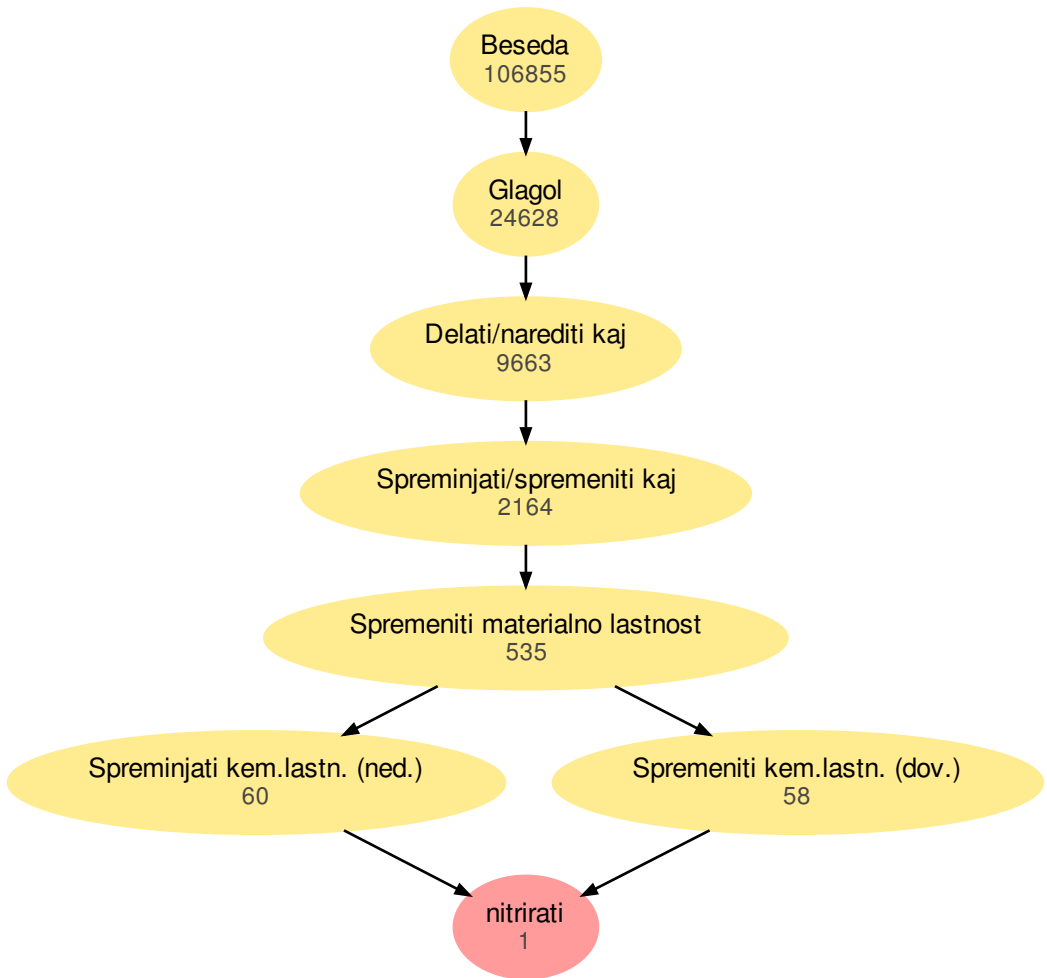 Beseda
106855
Glagol
24628
Delati/narediti kaj
9663
Spreminjati/spremeniti kaj
2164
Spremeniti materialno lastnost
535
Spreminjati kem.lastn. (ned.)
60
Spremeniti kem.lastn. (dov.)
58
nitrirati
1